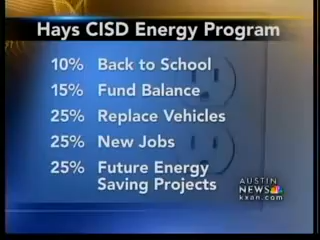 Hays CISD Energy Program
10% Back to School
15% Fund Balance
25% Replace Vehicles
25% New Jobs
25% Future Energy
Saving Projects
AUSTIN
NEWS
kxan.com